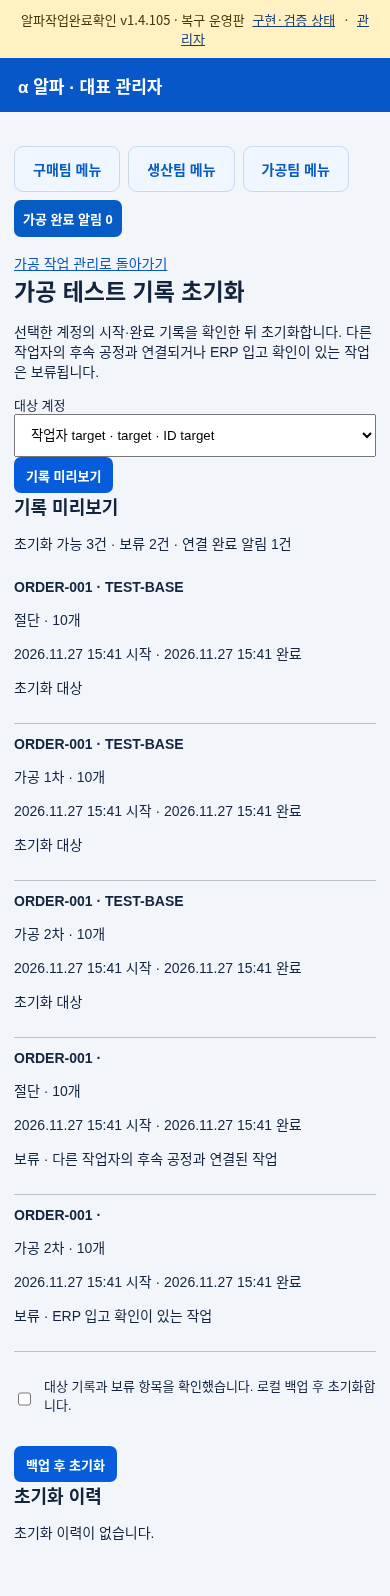 알파작업완료확인 v1.4.105 · 복구 운영판 구현·검증 상태 · 관
리자
α 알파 · 대표 관리자
구매팀 메뉴 생산팀 메뉴 가공팀 메뉴
가공 완료 알림 0
가공 작업 관리로 돌아가기
가공 테스트 기록 초기화
선택한 계정의 시작·완료 기록을 확인한 뒤 초기화합니다. 다른
작업자의 후속 공정과 연결되거나 ERP 입고 확인이 있는 작업
은 보류됩니다.
대상 계정
작업자 target · target · ID target
기록 미리보기
기록 미리보기
초기화 가능 3건 · 보류 2건 · 연결 완료 알림 1건
ORDER-001 · TEST-BASE
절단 · 10개
2026.11.27 15:41 시작 · 2026.11.27 15:41 완료
초기화 대상
ORDER-001 · TEST-BASE
가공 1차 · 10개
2026.11.27 15:41 시작 · 2026.11.27 15:41 완료
초기화 대상
ORDER-001 · TEST-BASE
가공 2차 · 10개
2026.11.27 15:41 시작 · 2026.11.27 15:41 완료
초기화 대상
ORDER-001 ·
절단 · 10개
2026.11.27 15:41 시작 · 2026.11.27 15:41 완료
보류 · 다른 작업자의 후속 공정과 연결된 작업
ORDER-001 ·
가공 2차 · 10개
2026.11.27 15:41 시작 · 2026.11.27 15:41 완료
보류 · ERP 입고 확인이 있는 작업
대상 기록과 보류 항목을 확인했습니다. 로컬 백업 후 초기화합
니다.
백업 후 초기화
초기화 이력
초기화 이력이 없습니다.